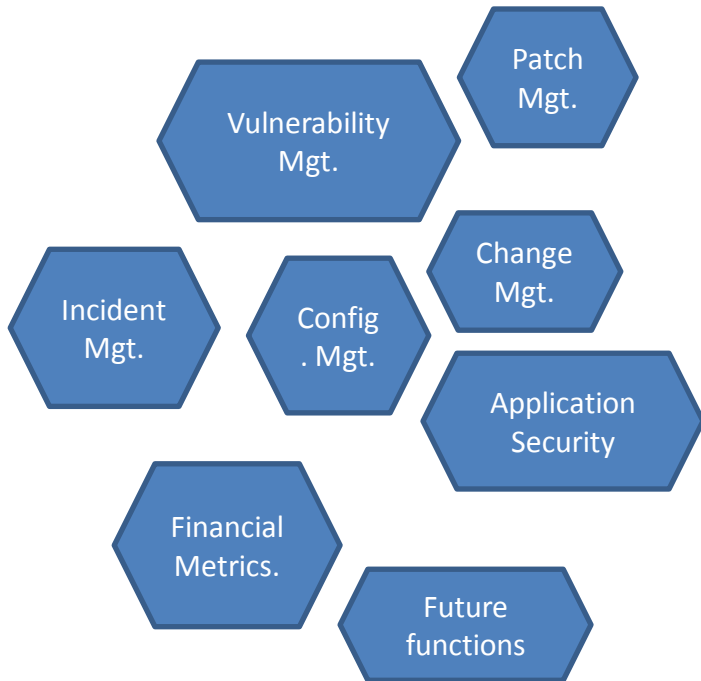 Patch
Mgt.
Vulnerability
Mgt.
Change
Mgt.
Incident
Mgt.
Config
. Mgt.
Application
Security
Financial
Metrics.
Future
functions